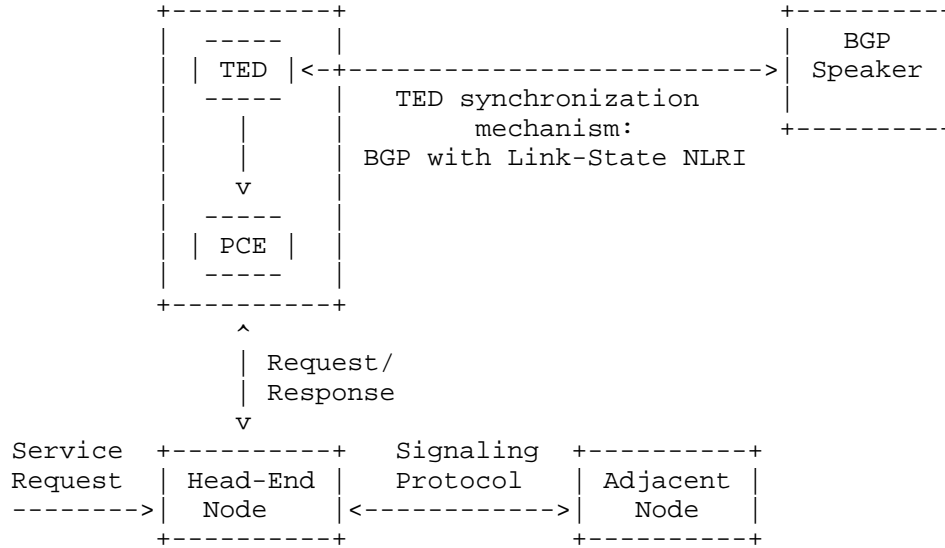 TED
BGP
Speaker
TED synchronization
mechanism:
BGP with Link-State NLRI
PCE
Request/
Response
Service
Request
Head-End
Node
Signaling
Protocol
Adjacent
Node